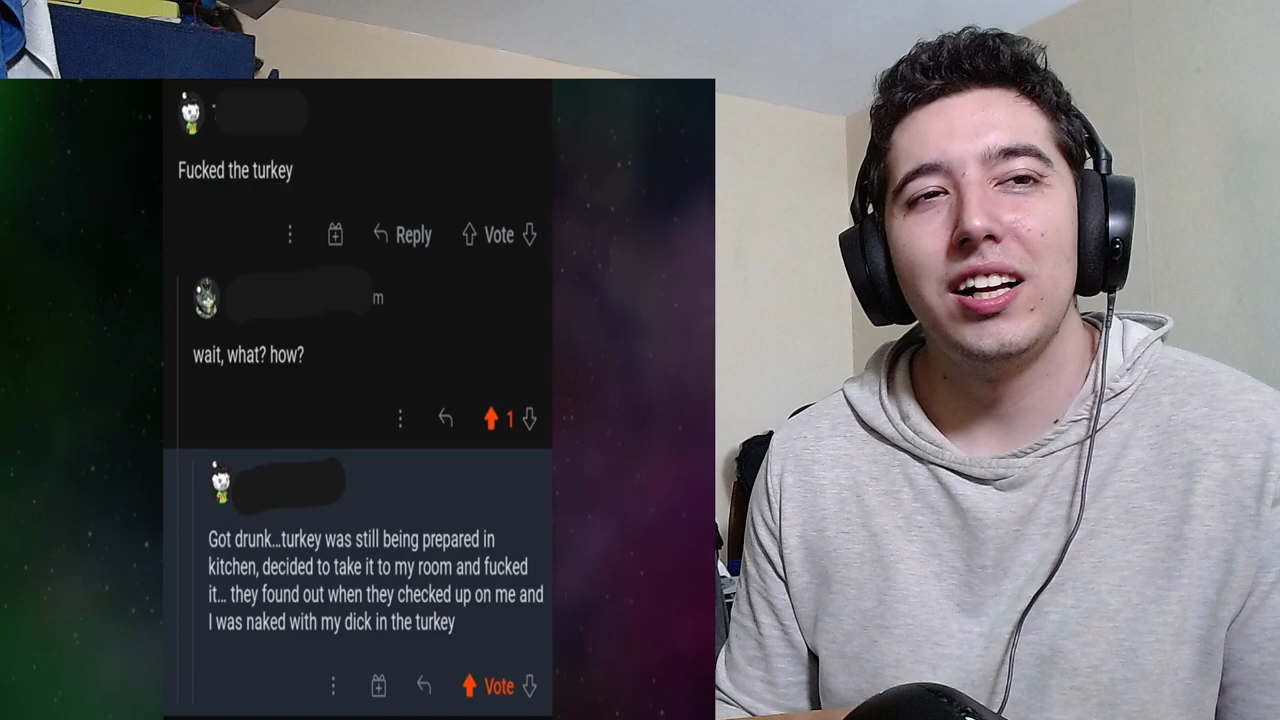 Fucked the turkey
Reply
Vote
m
wait, what? how?
1
Got drunk...turkey was still being prepared in
kitchen, decided to take it to my room and fucked
it... they found out when they checked up on me and
I was naked with my dick in the turkey
Vote